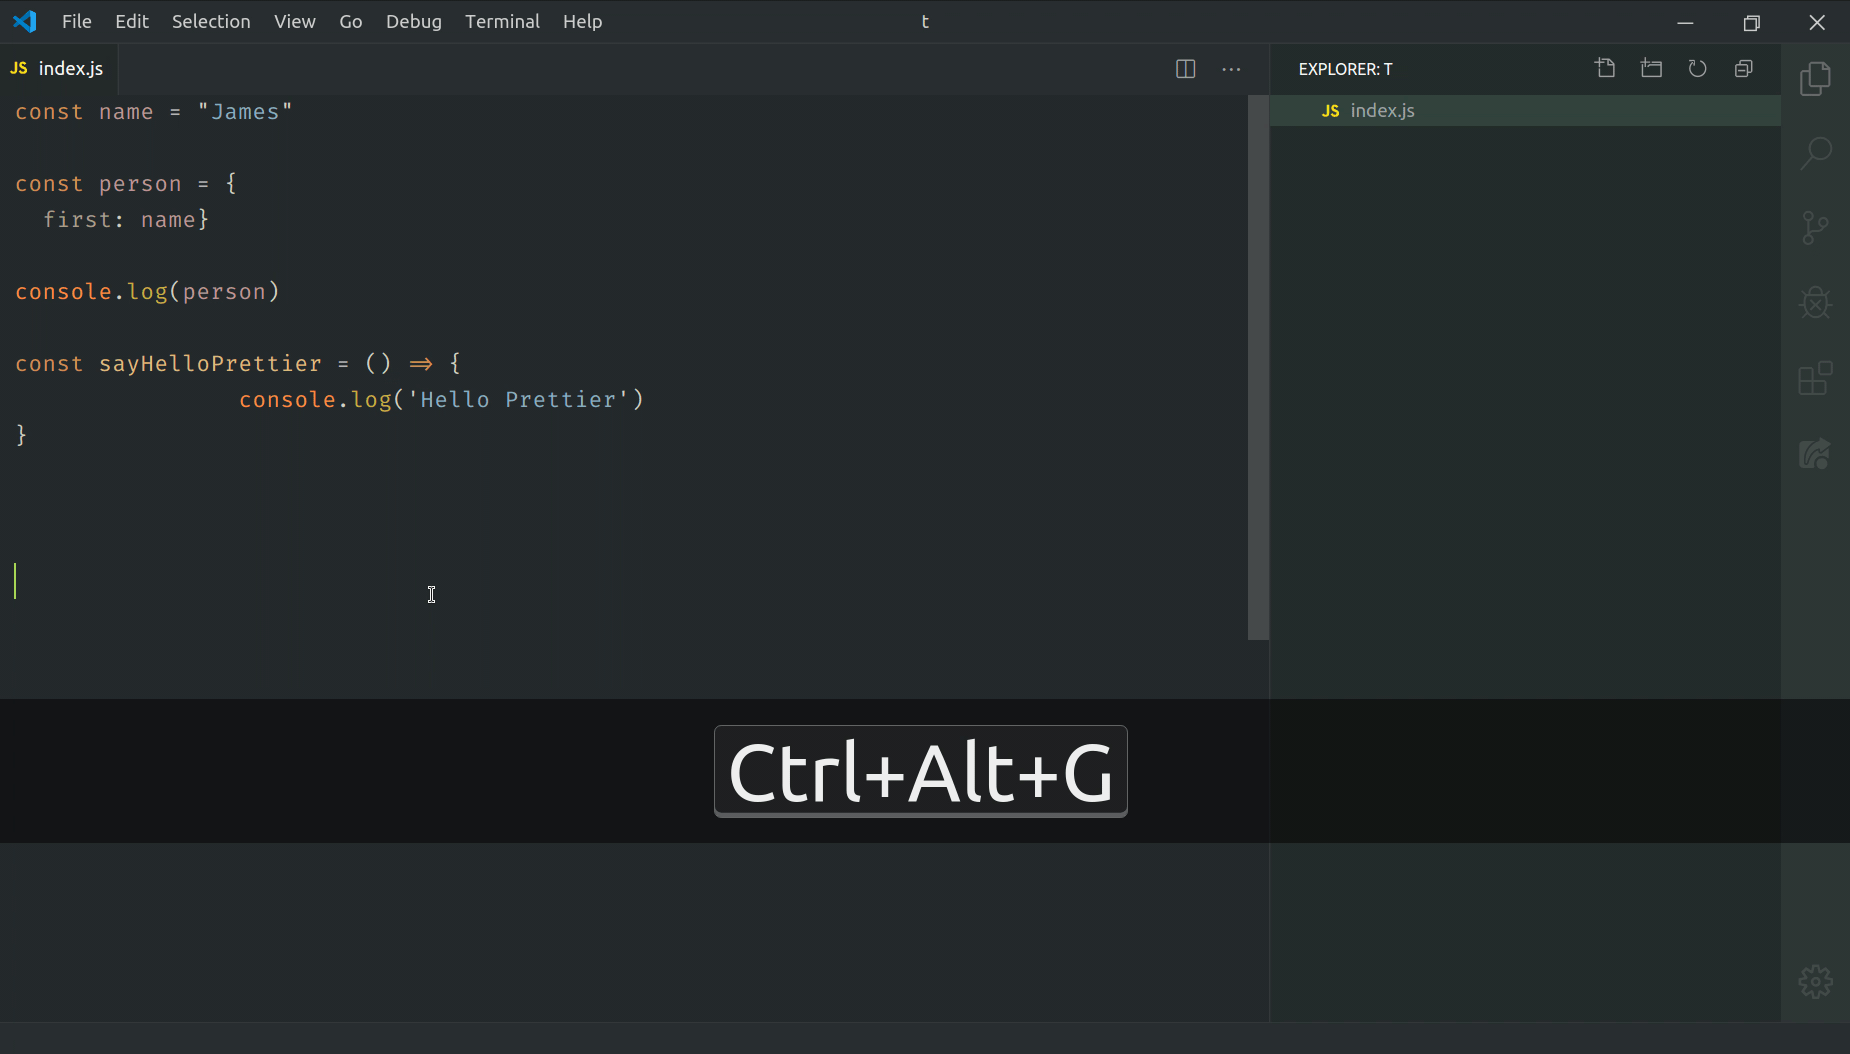 File Edit Selection View Go Debug Terminal Help t
JS index.js
EXPLORER: T
JS index.js
const name = "James"
const person = {
  first: name}
console.log(person)
const sayHelloPrettier = () => {
                console.log('Hello Prettier')
}
Ctrl+Alt+G